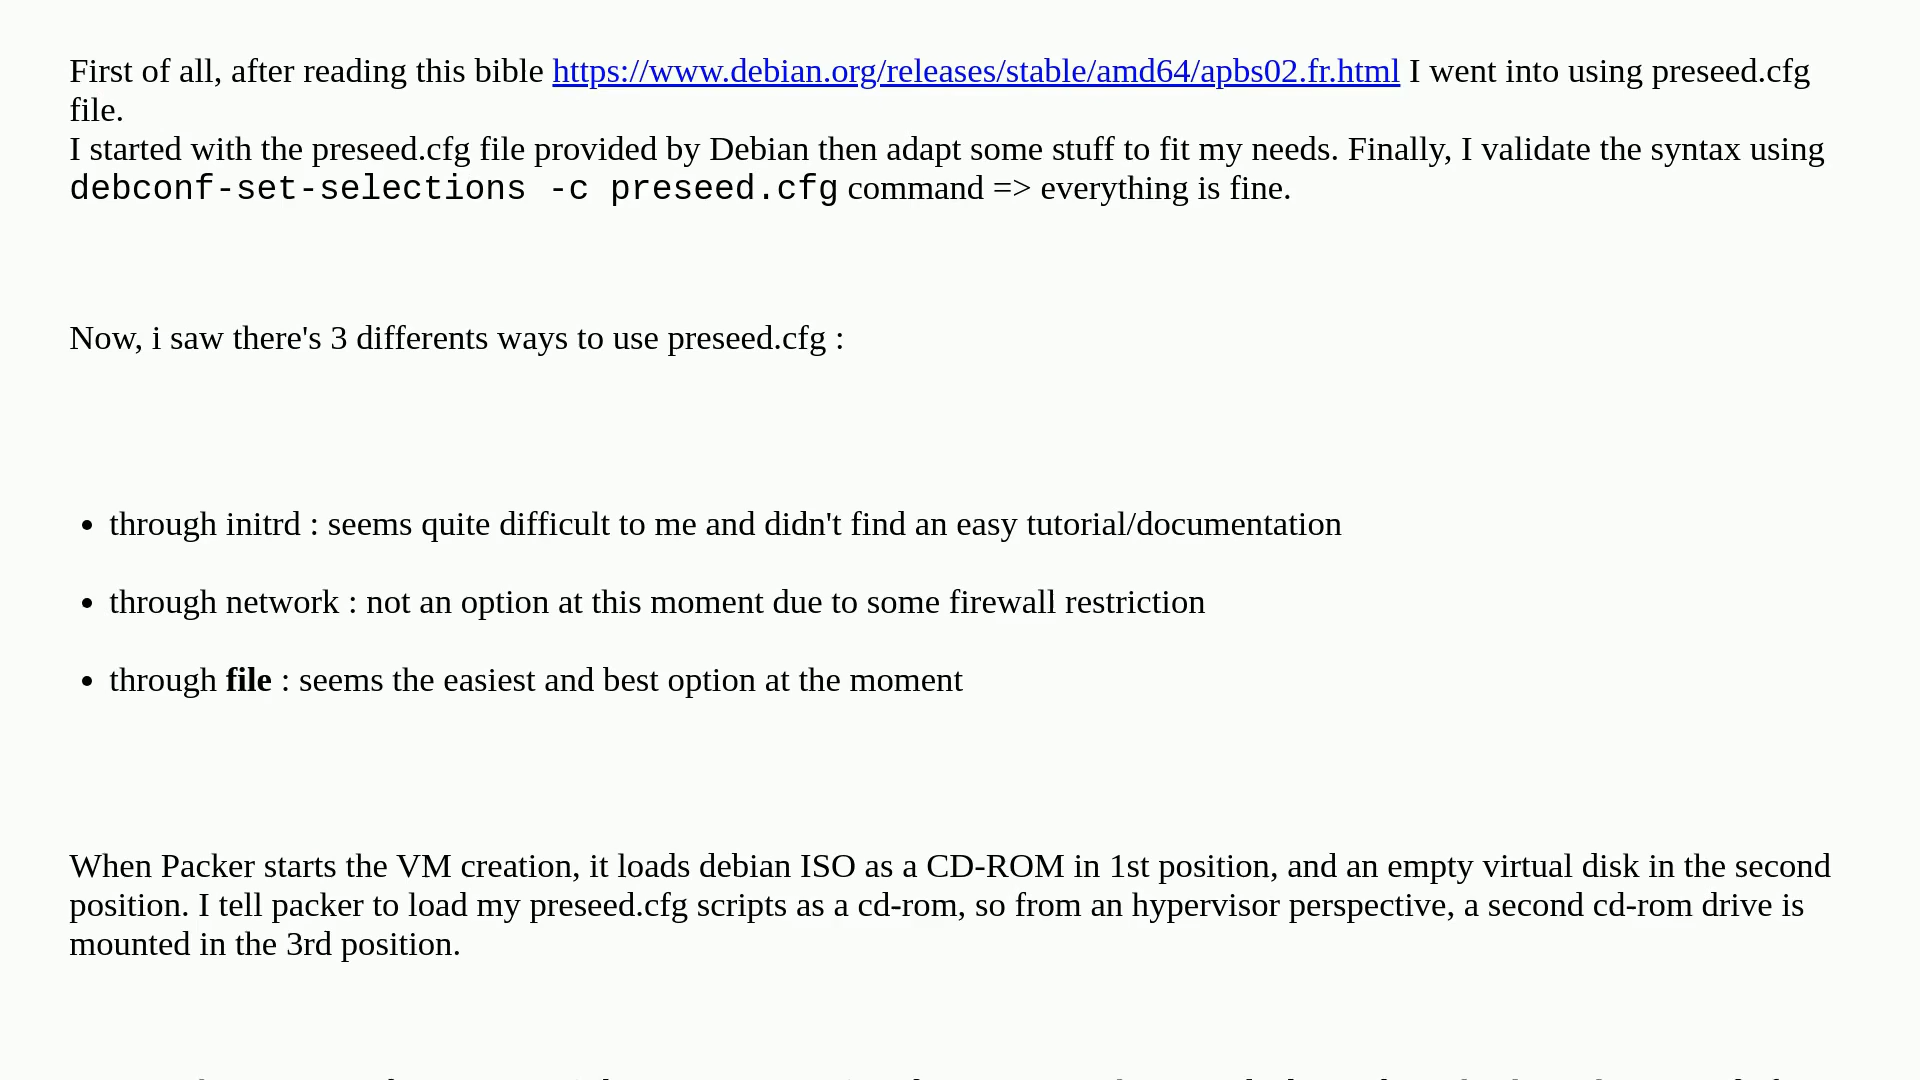 First of all, after reading this bible https://www.debian.org/releases/stable/amd64/apbs02.fr.html I went into using preseed.cfg
file.
I started with the preseed.cfg file provided by Debian then adapt some stuff to fit my needs. Finally, I validate the syntax using
debconf-set-selections -c preseed.cfg command => everything is fine.
Now, i saw there's 3 differents ways to use preseed.cfg :
• through initrd : seems quite difficult to me and didn't find an easy tutorial/documentation
• through network : not an option at this moment due to some firewall restriction
• through file : seems the easiest and best option at the moment
When Packer starts the VM creation, it loads debian ISO as a CD-ROM in 1st position, and an empty virtual disk in the second
position. I tell packer to load my preseed.cfg scripts as a cd-rom, so from an hypervisor perspective, a second cd-rom drive is
mounted in the 3rd position.